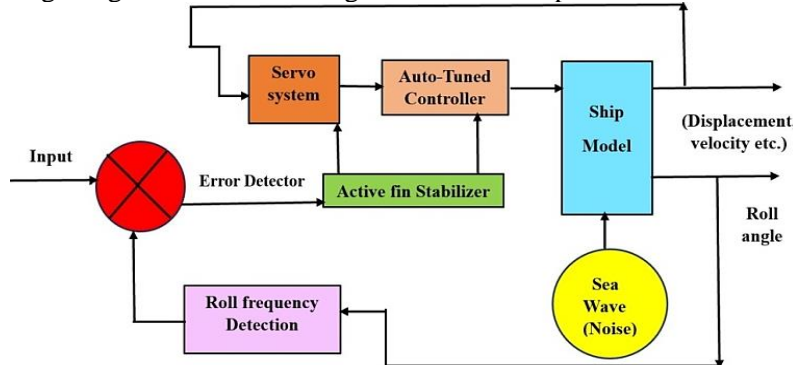 Servo
system
Auto-Tuned
Controller
Ship
Model
(Displacement,
velocity etc.)
Input
Error Detector
Active fin Stabilizer
Roll
angle
Roll frequency
Detection
Sea
Wave
(Noise)